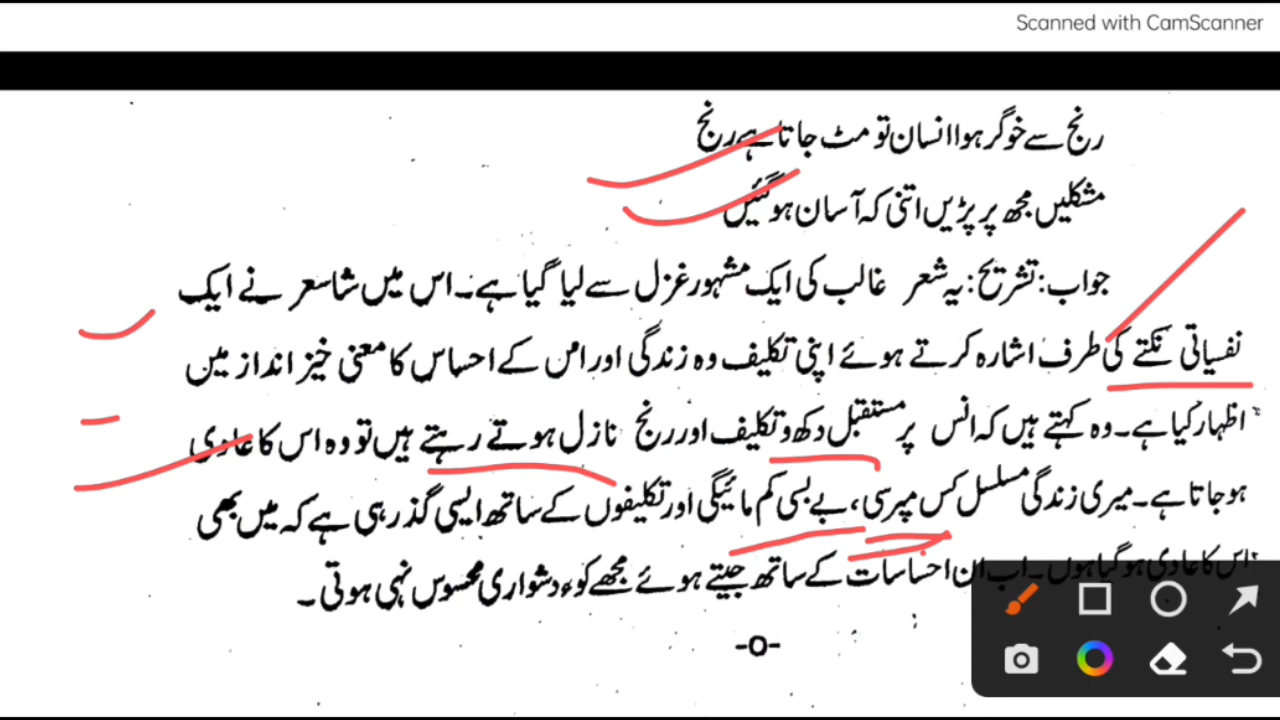 Scanned with CamScanner
رنج سے خوگر ہوا انسان تو مٹ جاتا ہے رنج
مشکلیں مجھ پر پڑیں اتنی کہ آسان ہو گئیں
جواب: تشریح: یہ شعر غالب کی ایک مشہور غزل سے لیا گیا ہے۔ اس میں شاسعر نے ایک
نفسیاتی نکتے کی طرف اشارہ کرتے ہوئے اپنی تکلیف وہ زندگی اور امن کے احساس کا معنی خیز انداز میں
اظہار کیا ہے۔ وہ کہتے ہیں کہ انس پر مستقبل دکھ و تکلیف اور رنج نازل ہوتے رہتے ہیں تو وہ اس کا عادی
ہو جاتا ہے۔ میری زندگی مسلسل کس مپرسی، بے بسی کم مائیگی اور تکلیفوں کے ساتھ ایسی گذر رہی ہے کہ میں بھی
اس کا عادی ہو گیا ہوں۔ اب ان احساسات کے ساتھ جیتے ہوئے مجھے کوء دشواری محسوس نہی ہوتی۔
-o-